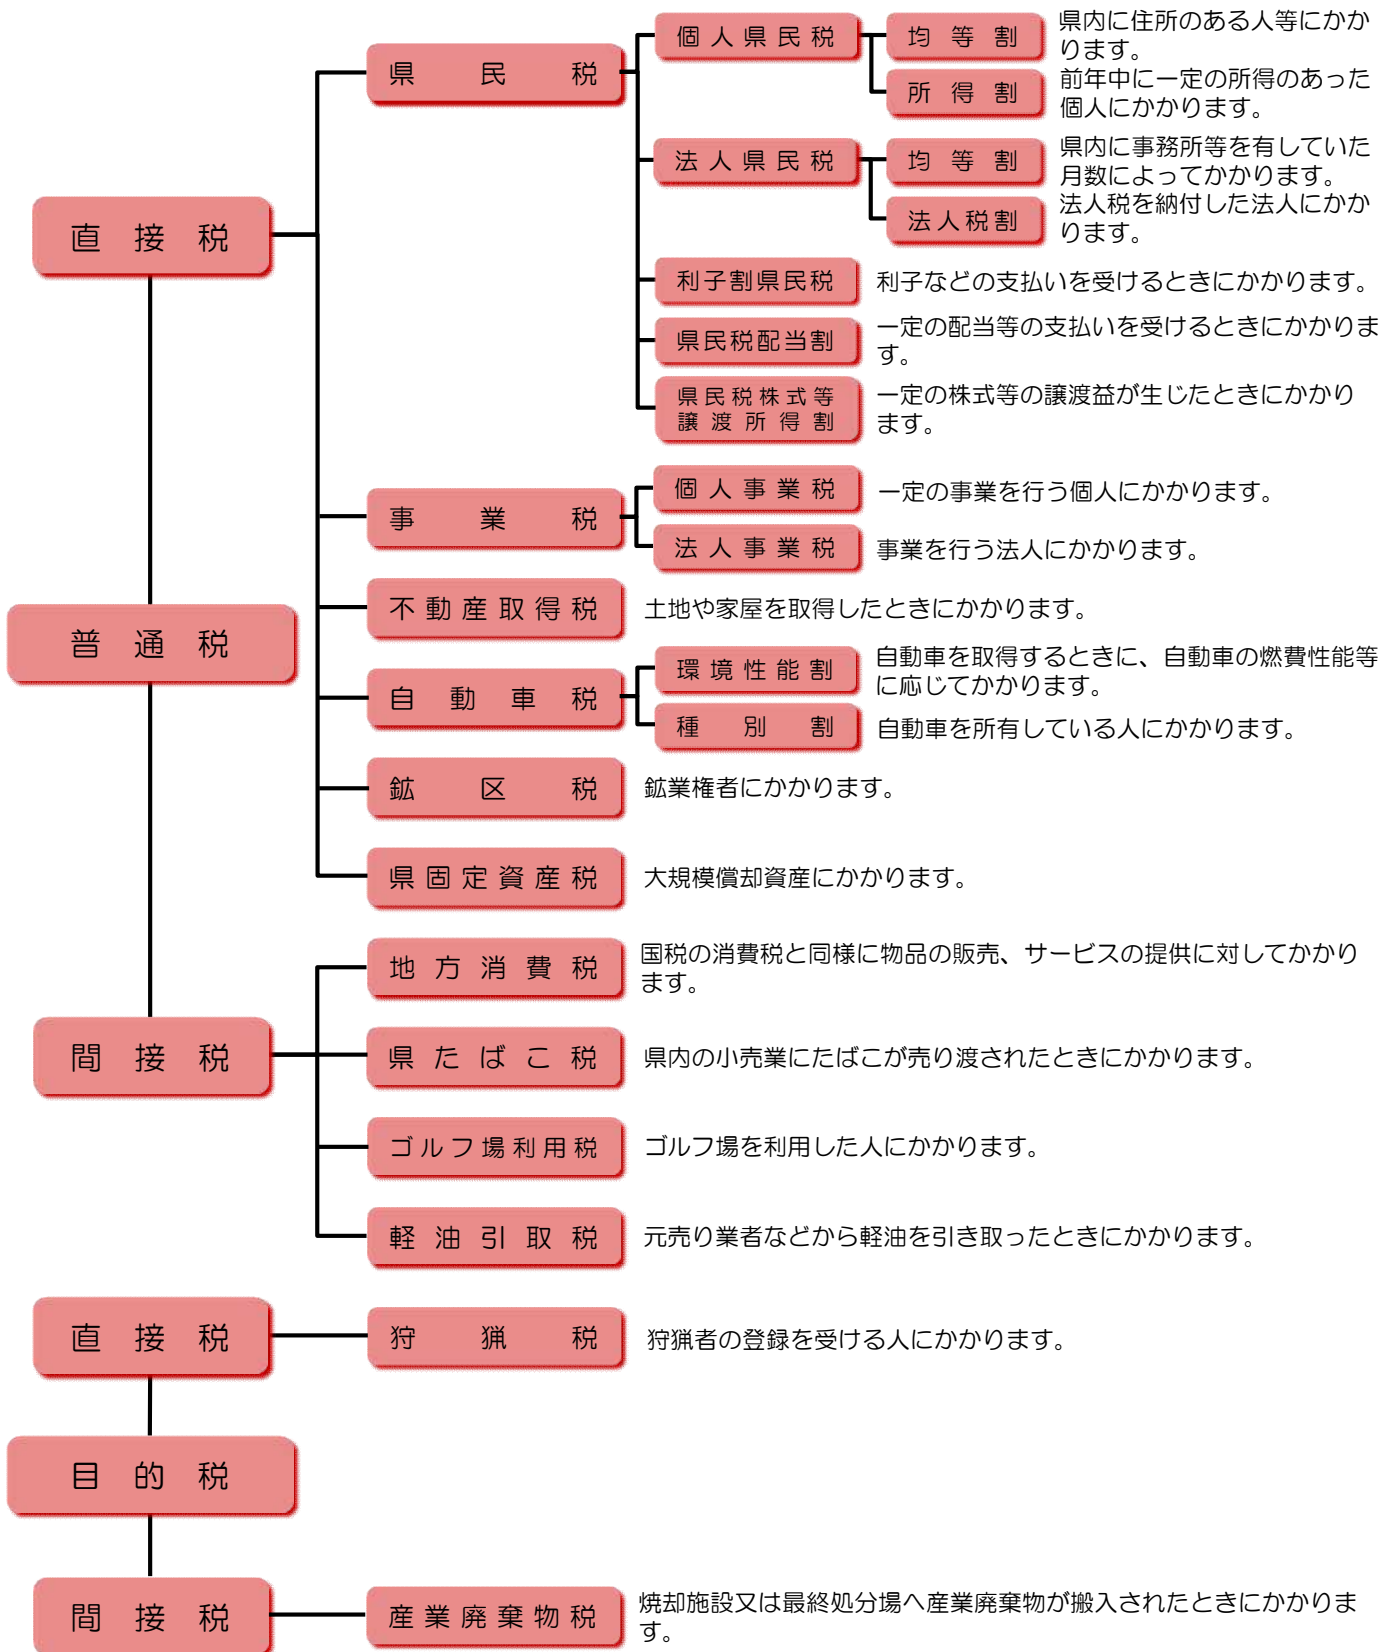 個人県民税
均等割
県内に住所のある人等にかか
ります。
県民税
所得割
前年中に一定の所得のあった
個人にかかります。
法人県民税
均等割
県内に事務所等を有していた
月数によってかかります。
直接税
法人税割
法人税を納付した法人にかか
ります。
利子割県民税
利子などの支払いを受けるときにかかります。
県民税配当割
一定の配当等の支払いを受けるときにかかりま
す。
県民税株式等
譲渡所得割
一定の株式等の譲渡益が生じたときにかかり
ます。
事業税
個人事業税
一定の事業を行う個人にかかります。
法人事業税
事業を行う法人にかかります。
不動産取得税
土地や家屋を取得したときにかかります。
普通税
自動車税
環境性能割
自動車を取得するときに、自動車の燃費性能等
に応じてかかります。
種別割
自動車を所有している人にかかります。
鉱区税
鉱業権者にかかります。
県固定資産税
大規模償却資産にかかります。
地方消費税
国税の消費税と同様に物品の販売、サービスの提供に対してかかり
ます。
間接税
県たばこ税
県内の小売業にたばこが売り渡されたときにかかります。
ゴルフ場利用税
ゴルフ場を利用した人にかかります。
軽油引取税
元売り業者などから軽油を引き取ったときにかかります。
直接税
狩猟税
狩猟者の登録を受ける人にかかります。
目的税
間接税
産業廃棄物税
焼却施設又は最終処分場へ産業廃棄物が搬入されたときにかかりま
す。